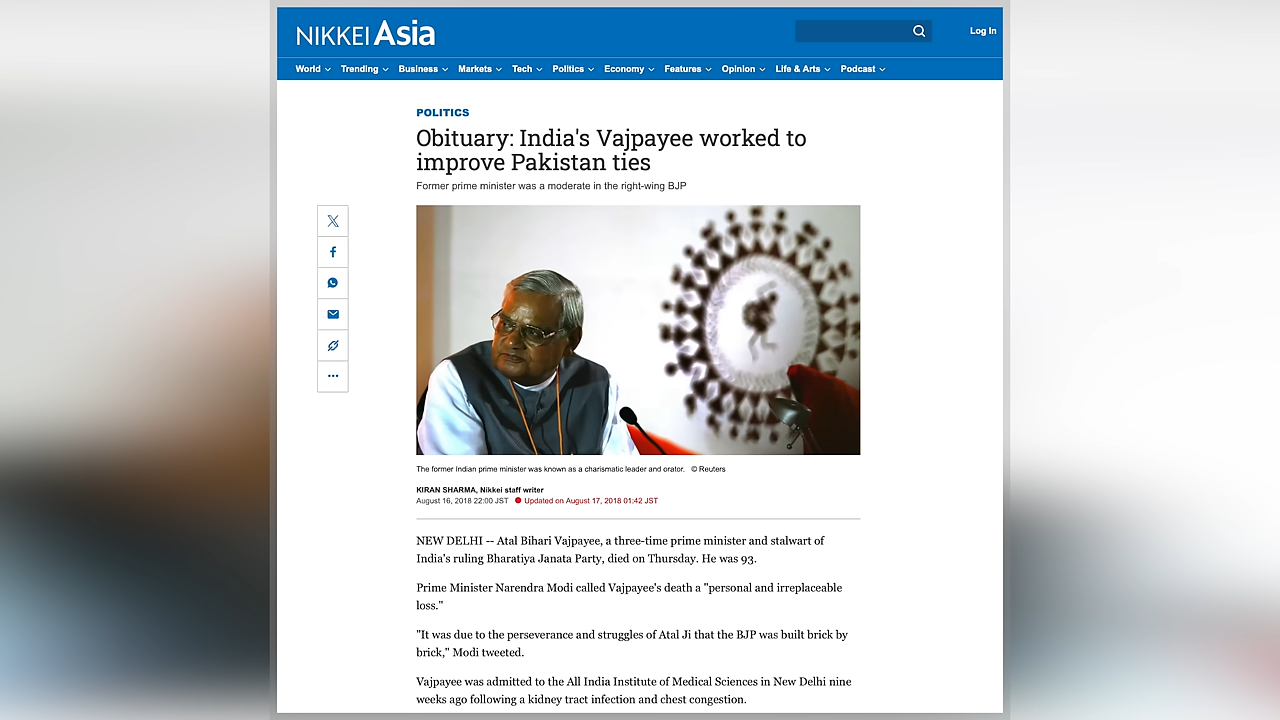 NIKKEI Asia
Log In
World Trending Business Markets Tech Politics Economy Features Opinion Life & Arts Podcast
POLITICS
Obituary: India's Vajpayee worked to
improve Pakistan ties
Former prime minister was a moderate in the right-wing BJP
The former Indian prime minister was known as a charismatic leader and orator. © Reuters
KIRAN SHARMA, Nikkei staff writer
August 16, 2018 22:00 JST Updated on August 17, 2018 01:42 JST
NEW DELHI -- Atal Bihari Vajpayee, a three-time prime minister and stalwart of
India's ruling Bharatiya Janata Party, died on Thursday. He was 93.
Prime Minister Narendra Modi called Vajpayee's death a "personal and irreplaceable
loss."
"It was due to the perseverance and struggles of Atal Ji that the BJP was built brick by
brick," Modi tweeted.
Vajpayee was admitted to the All India Institute of Medical Sciences in New Delhi nine
weeks ago following a kidney tract infection and chest congestion.